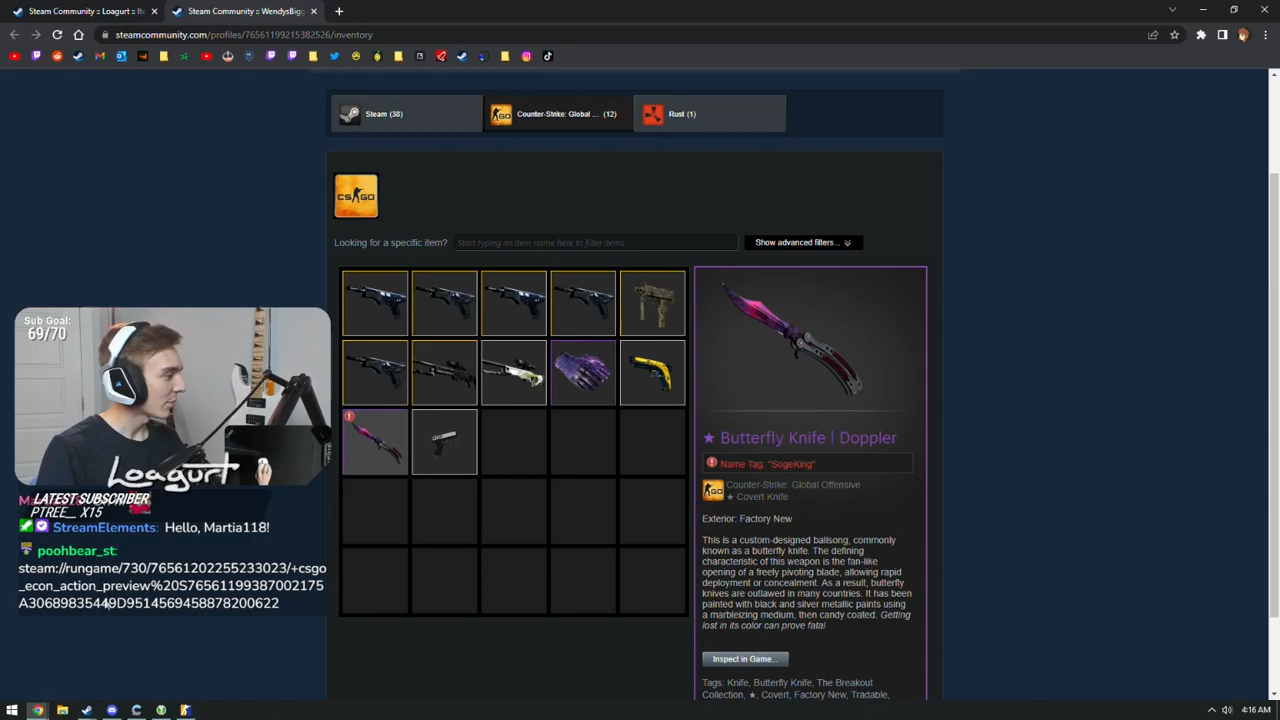 Steam Community :: Loagurt :: Ite
Steam Community :: WendysBigg
steamcommunity.com/profiles/76561199215382526/inventory
Steam (38)
Counter-Strike: Global ... (12)
Rust (1)
CS GO
Looking for a specific item?
Start typing an item name here to filter items
Show advanced filters...
Sub Goal:
69/70
Loagurt
LATEST SUBSCRIBER
PTREE__ X15
StreamElements: Hello, Martia118!
poohbear_st:
steam://rungame/730/76561202255233023/+csgo
_econ_action_preview%20S76561199387002175
A30689835449D9514569458878200622
★ Butterfly Knife | Doppler
Name Tag: "SogeKing"
Counter-Strike: Global Offensive
★ Covert Knife
Exterior: Factory New
This is a custom-designed balisong, commonly
known as a butterfly knife. The defining
characteristic of this weapon is the fan-like
opening of a freely pivoting blade, allowing rapid
deployment or concealment. As a result, butterfly
knives are outlawed in many countries. It has been
painted with black and silver metallic paints using
a marbleizing medium, then candy coated. Getting
lost in its color can prove fatal
Inspect in Game...
Tags: Knife, Butterfly Knife, The Breakout
Collection, ★, Covert, Factory New, Tradable,
4:16 AM